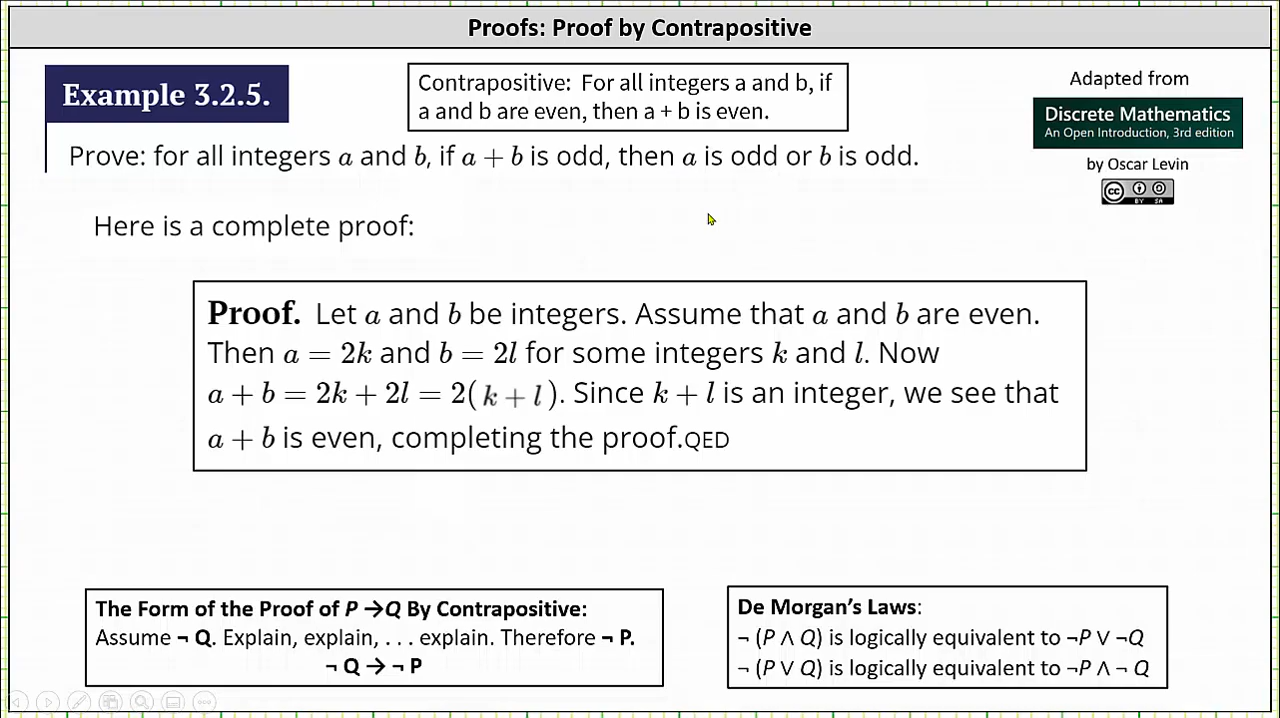 Proofs: Proof by Contrapositive
Example 3.2.5.
Contrapositive: For all integers a and b, if
a and b are even, then a + b is even.
Adapted from
Discrete Mathematics
An Open Introduction, 3rd edition
by Oscar Levin
cc
BY SA
Prove: for all integers a and b, if a + b is odd, then a is odd or b is odd.
Here is a complete proof:
Proof. Let a and b be integers. Assume that a and b are even.
Then a = 2k and b = 2l for some integers k and l. Now
a + b = 2k + 2l = 2(k + l). Since k + l is an integer, we see that
a + b is even, completing the proof.QED
The Form of the Proof of P →Q By Contrapositive:
Assume ¬ Q. Explain, explain, . . . explain. Therefore ¬ P.
¬ Q → ¬ P
De Morgan’s Laws:
¬ (P ∧ Q) is logically equivalent to ¬P ∨ ¬Q
¬ (P ∨ Q) is logically equivalent to ¬P ∧ ¬ Q